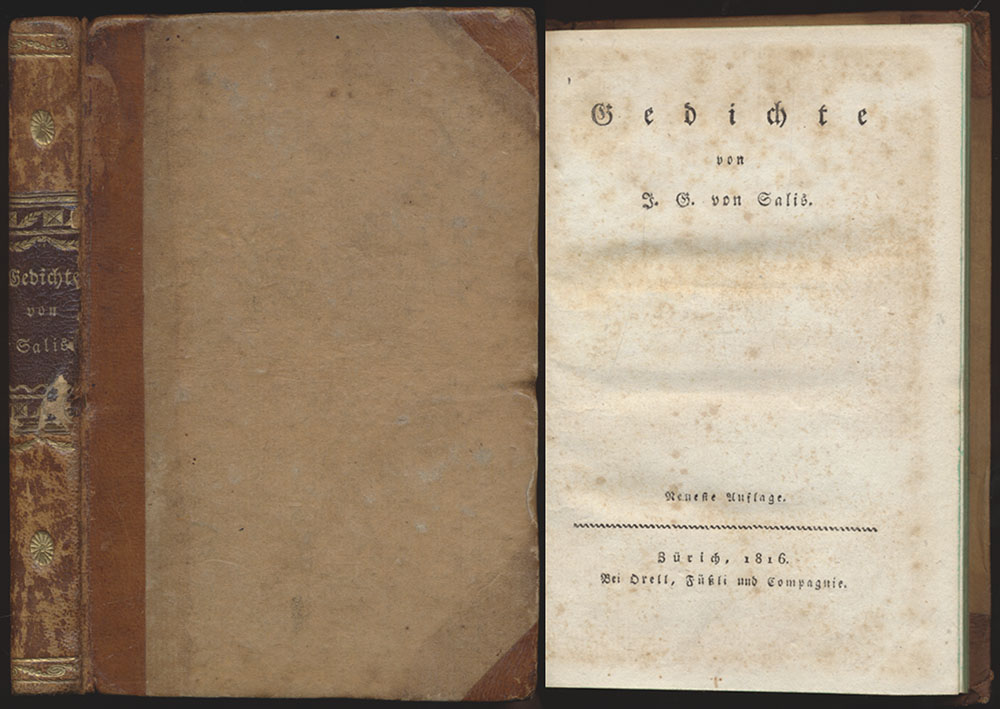 Gedichte
von
Salis
Gedichte
von
J. G. von Salis.
Neueste Auflage.
Zürich, 1816.
Bei Orell, Füßli und Compagnie.